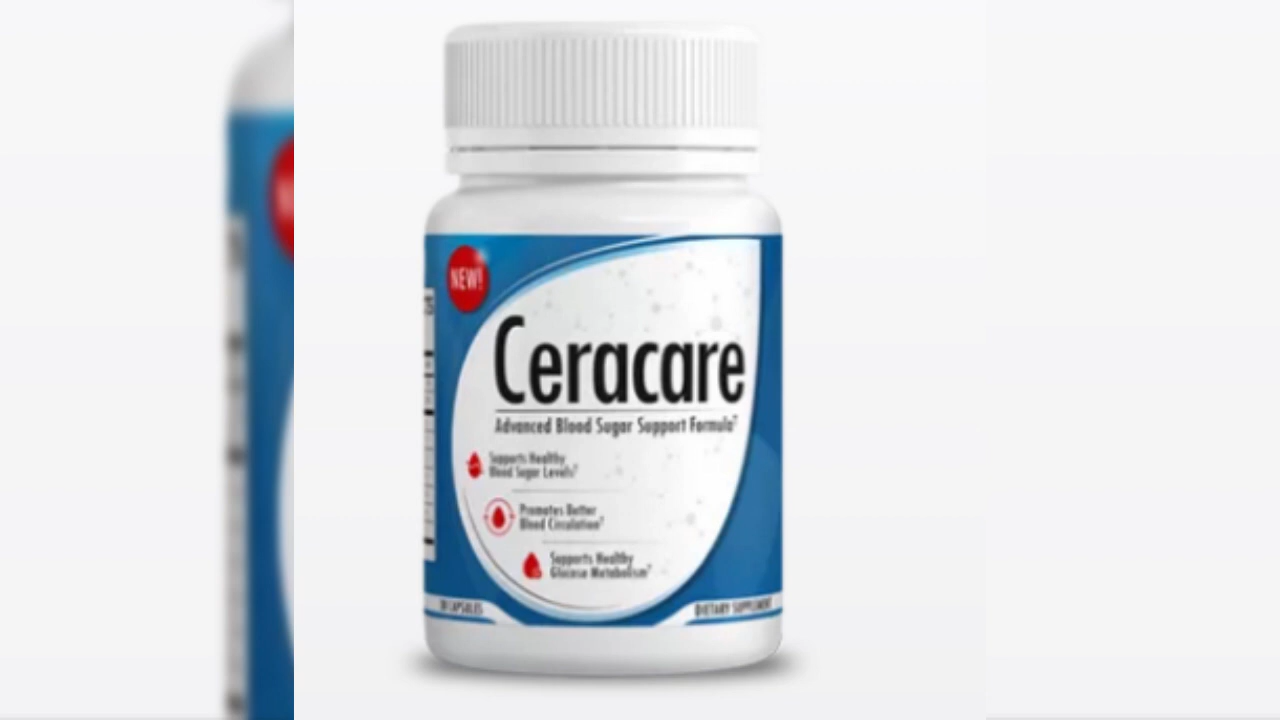 NEW!
Ceracare
Advanced Blood Sugar Support Formula†
Supports Healthy
Blood Sugar Levels†
Promotes Better
Blood Circulation†
Supports Healthy
Glucose Metabolism†
CAPSULES
DIETARY SUPPLEMENT